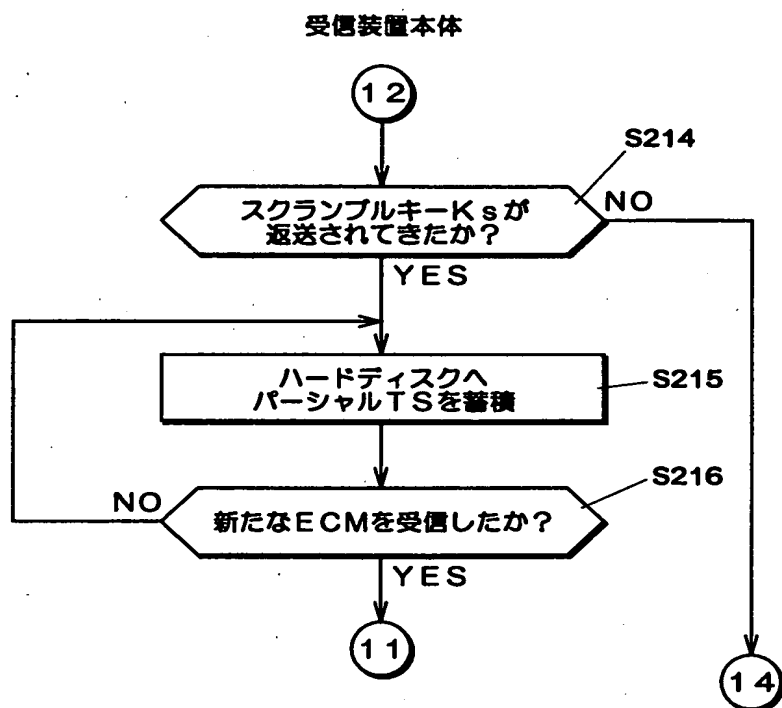 受信装置本体
12
S214
スクランブルキーKsが
返送されてきたか?
NO
YES
ハードディスクへ
パーシャルTSを蓄積
S215
S216
NO
新たなECMを受信したか?
YES
11
14